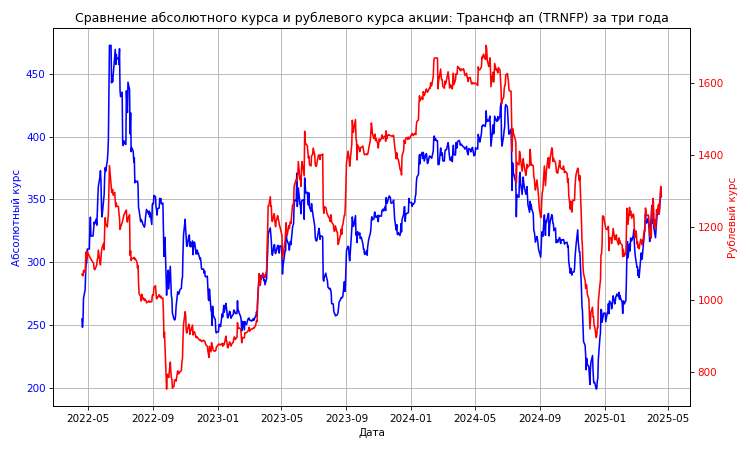 Сравнение абсолютного курса и рублевого курса акции: Транснф ап (TRNFP) за три года
450
400
350
300
250
200
Абсолютный курс
1600
1400
1200
1000
800
Рублевый курс
2022-05 2022-09 2023-01 2023-05 2023-09 2024-01 2024-05 2024-09 2025-01 2025-05
Дата